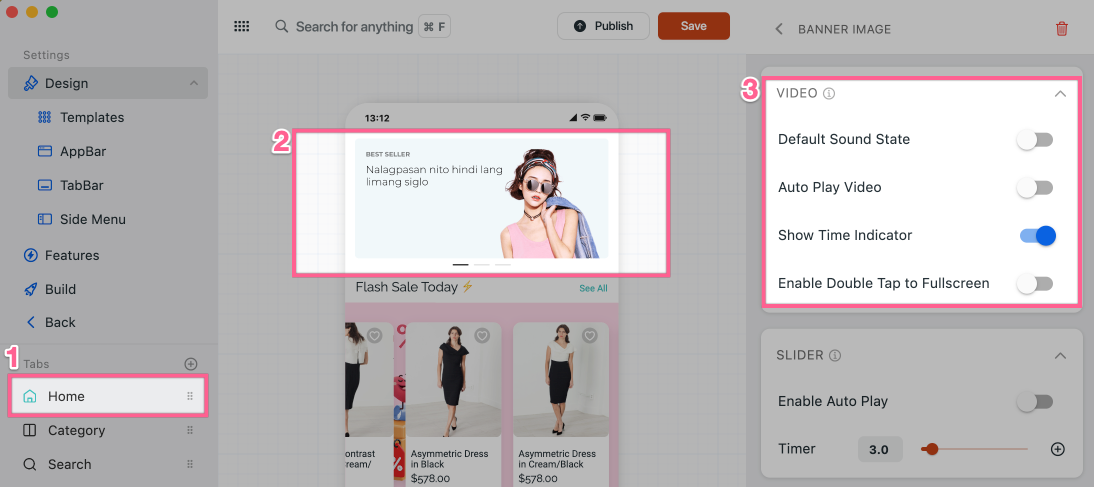 Search for anything ⌘ F
Publish
Save
BANNER IMAGE
Settings
Design
Templates
AppBar
TabBar
Side Menu
Features
Build
Back
1
Tabs
Home
Category
Search
2
13:12
BEST SELLER
Nalagpasan nito hindi lang
limang siglo
Flash Sale Today ⚡
See All
ontrast
ream/
Asymmetric Dress
in Black
$578.00
Asymmetric Dress
in Cream/Black
$578.00
3
VIDEO
Default Sound State
Auto Play Video
Show Time Indicator
Enable Double Tap to Fullscreen
SLIDER
Enable Auto Play
Timer 3.0